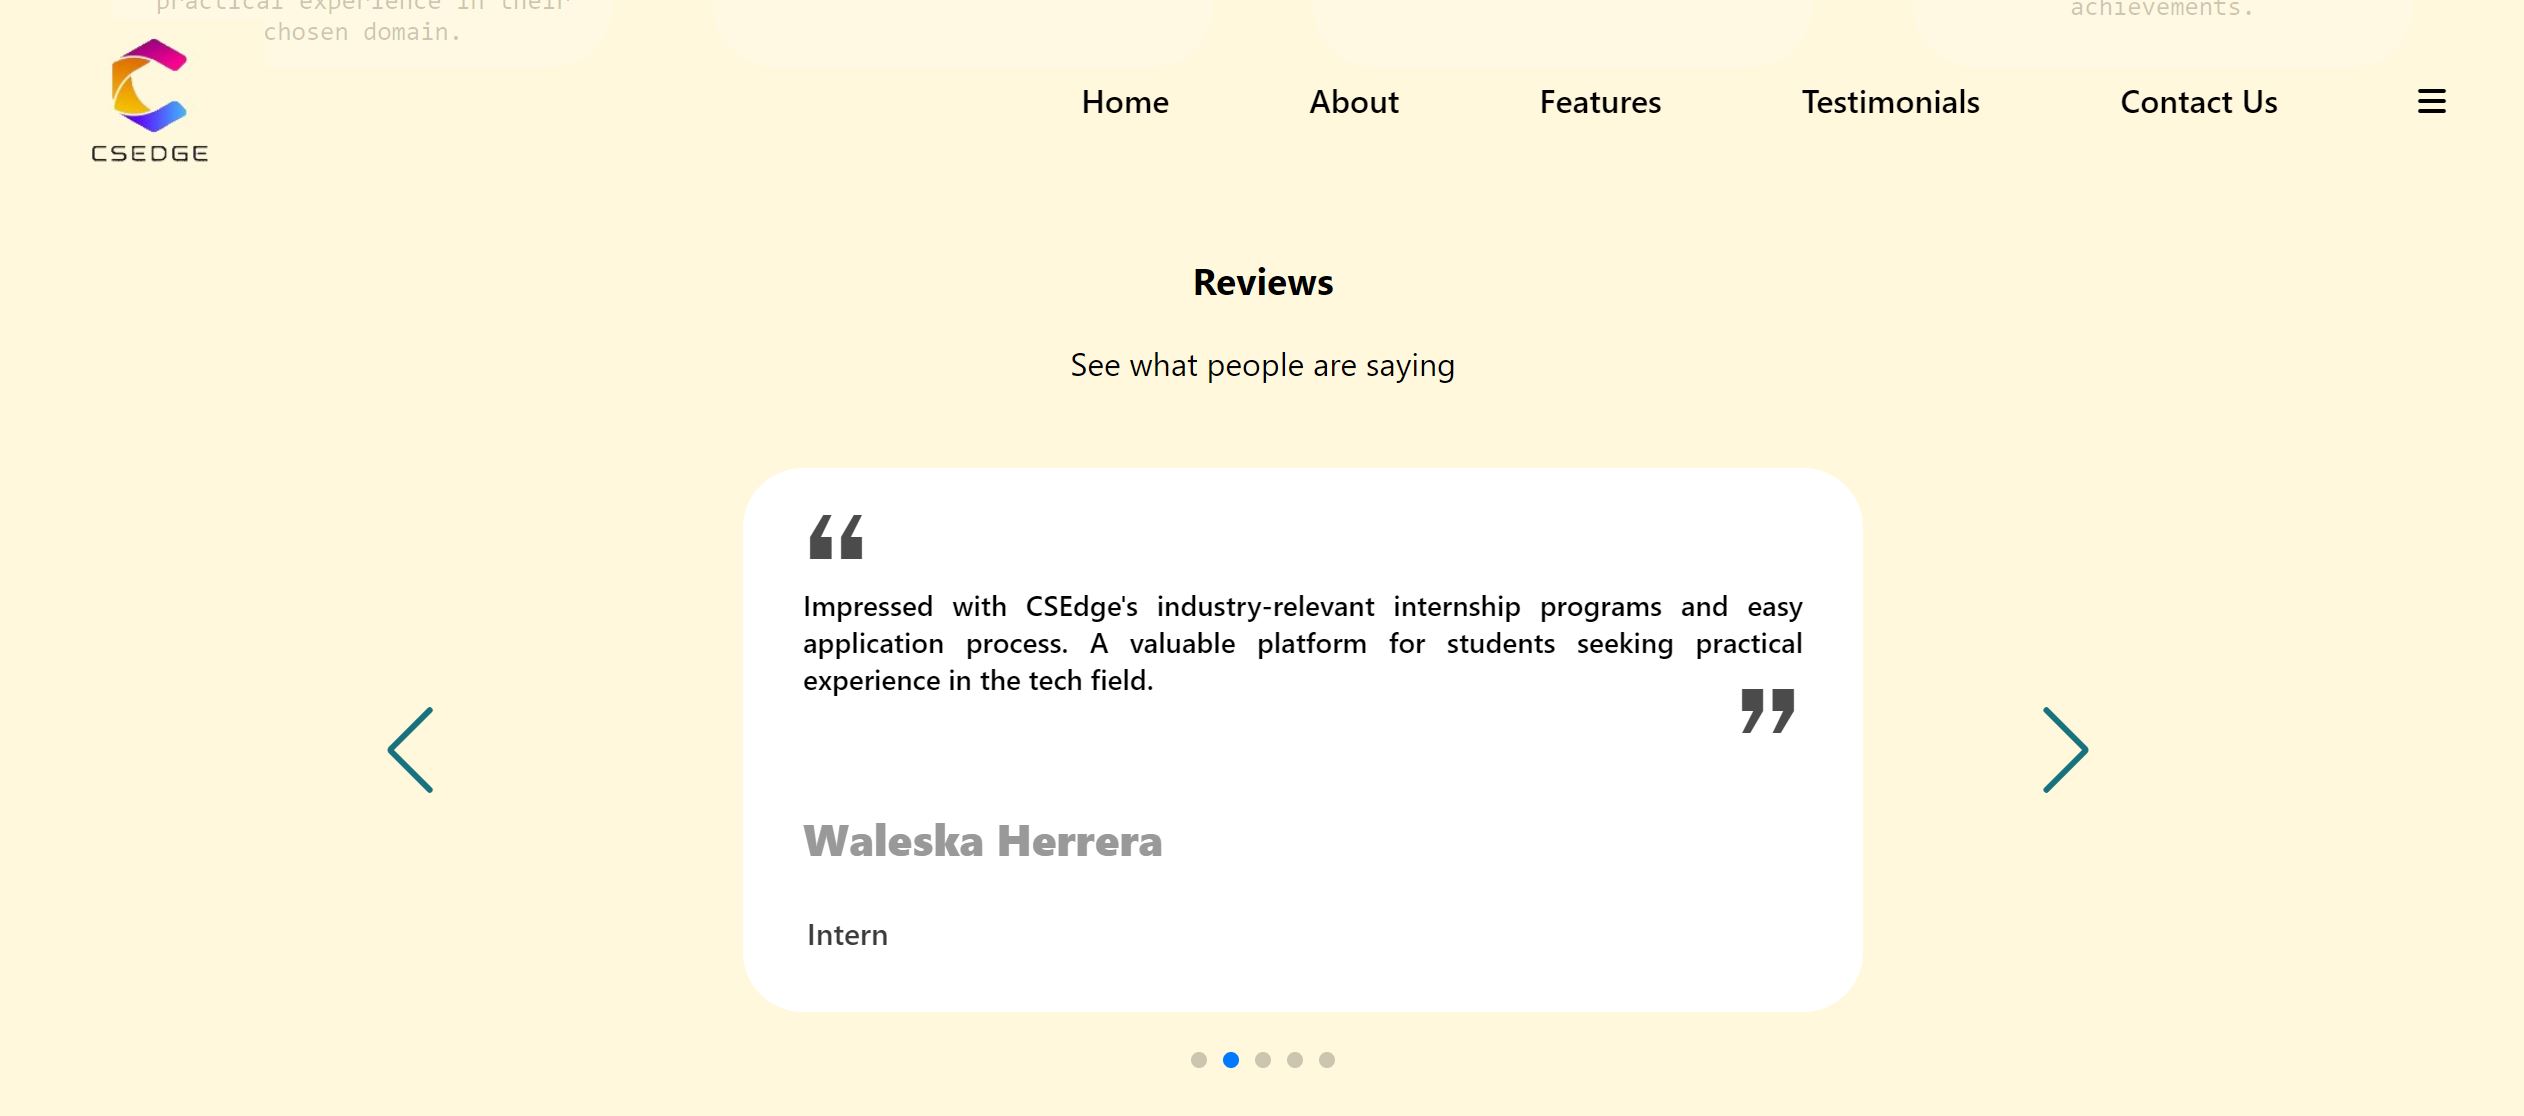 practical experience in their
chosen domain.
achievements.
CSEDGE
Home About Features Testimonials Contact Us
Reviews
See what people are saying
Impressed with CSEdge's industry-relevant internship programs and easy
application process. A valuable platform for students seeking practical
experience in the tech field.
Waleska Herrera
Intern